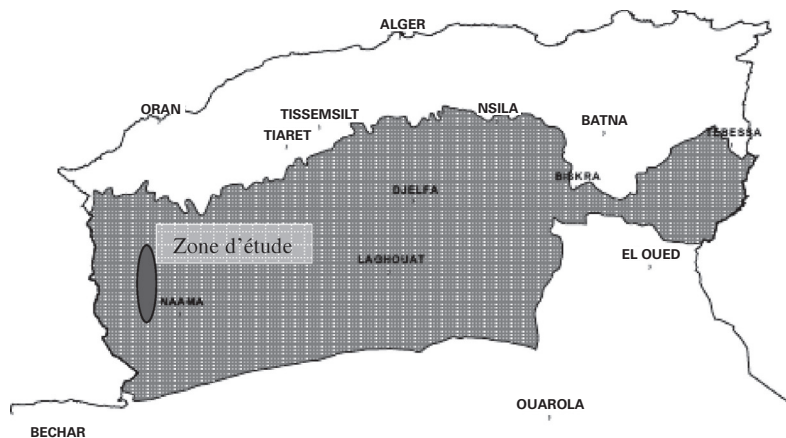 ALGER
ORAN
TISSEMSILT
NSILA
BATNA
TIARET
TEBESSA
BISKRA
DJELFA
Zone d'étude
EL OUED
LAGHOUAT
NAAMA
OUAROLA
BECHAR